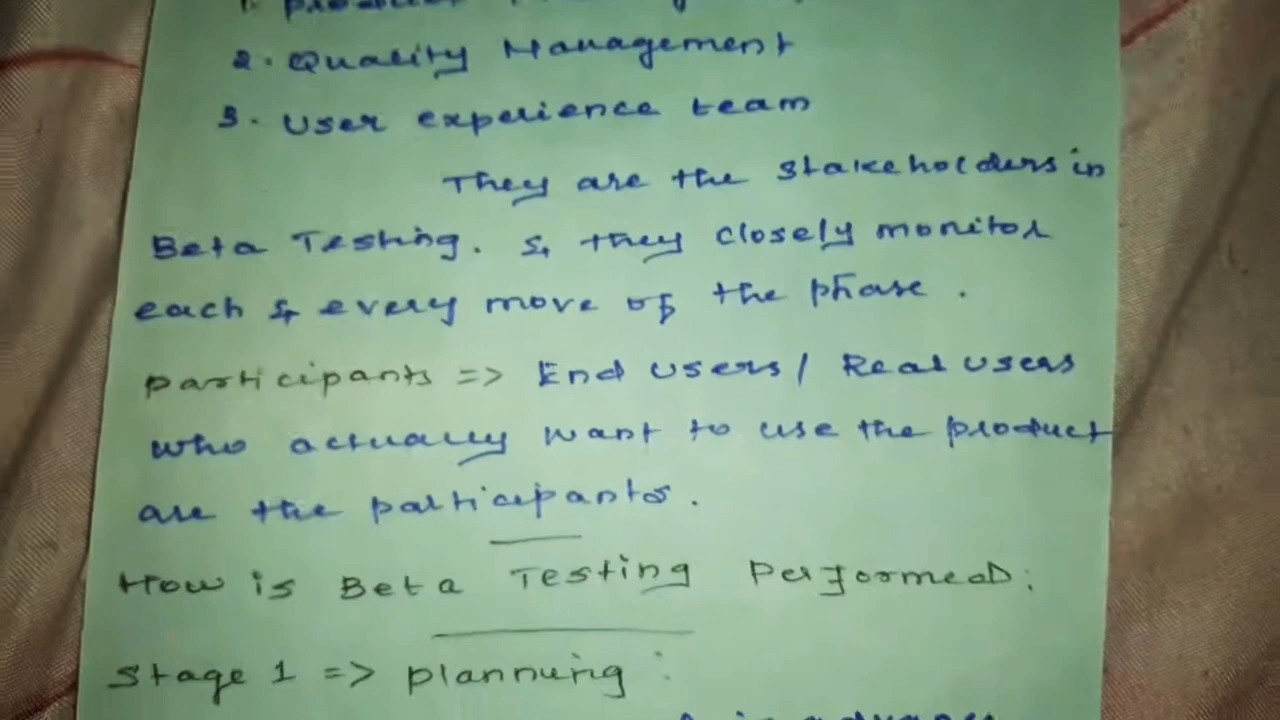 2. Quality Management
3. User experience team
They are the stakeholders in
Beta Testing. & they closely monitor
each & every move of the phase.
participants => End users/ Real users
who actually want to use the product
are the participants.
How is Beta Testing Performed:
Stage 1 => planning: